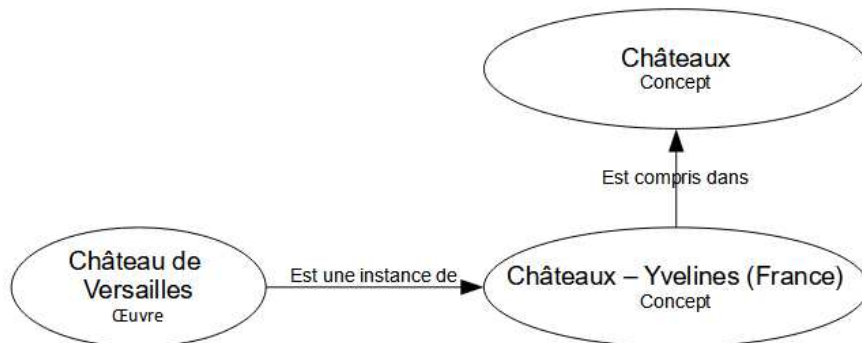 Châteaux
Concept
Est compris dans
Château de
Versailles
Œuvre
Est une instance de
Châteaux – Yvelines (France)
Concept